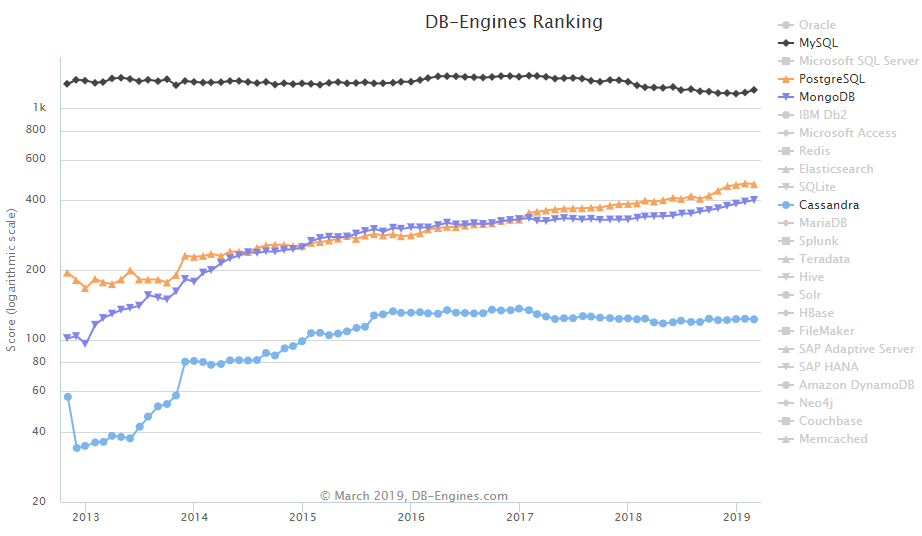 DB-Engines Ranking
Score (logarithmic scale)
1k
800
600
400
200
100
80
60
40
20
2013
2014
2015
2016
2017
2018
2019
© March 2019, DB-Engines.com
Oracle
MySQL
Microsoft SQL Server
PostgreSQL
MongoDB
IBM Db2
Microsoft Access
Redis
Elasticsearch
SQLite
Cassandra
MariaDB
Splunk
Teradata
Hive
Solr
HBase
FileMaker
SAP Adaptive Server
SAP HANA
Amazon DynamoDB
Neo4j
Couchbase
Memcached